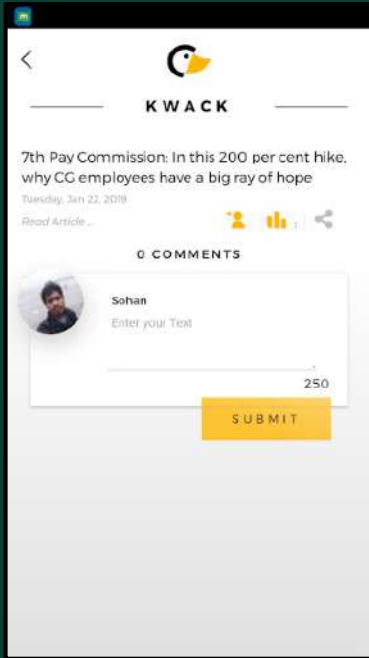 KWACK
7th Pay Commission: In this 200 per cent hike,
why CG employees have a big ray of hope
Tuesday, Jan 22, 2019
Read Article ..
0 COMMENTS
Sohan
Enter your Text
250
SUBMIT